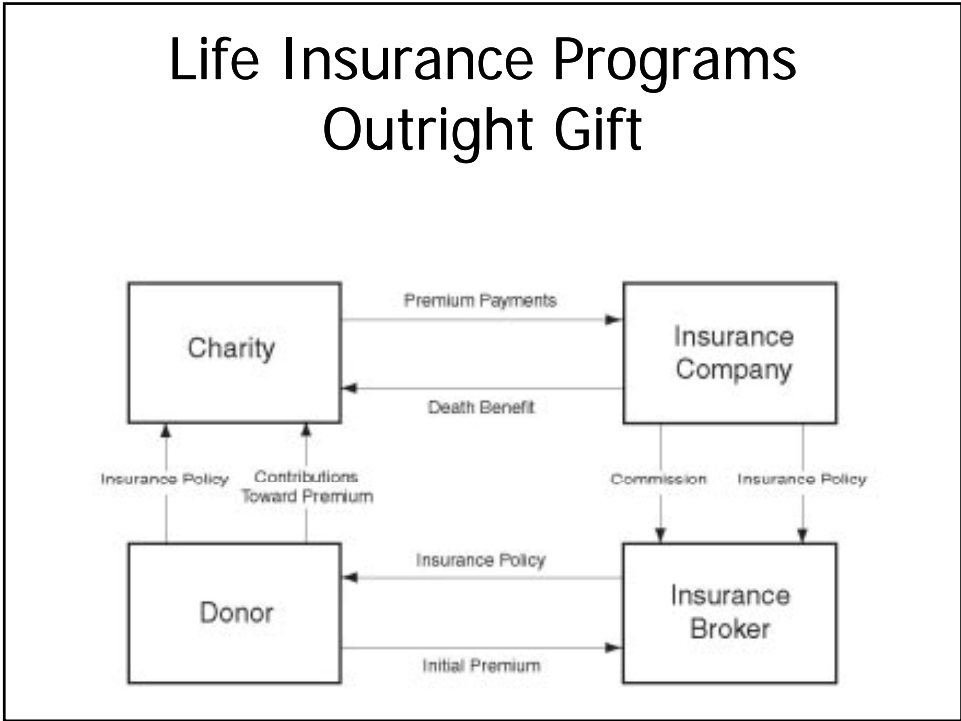 Life Insurance Programs
Outright Gift
Premium Payments
Charity
Insurance
Company
Death Benefit
Insurance Policy
Contributions
Toward Premium
Commission
Insurance Policy
Insurance Policy
Donor
Insurance
Broker
Initial Premium